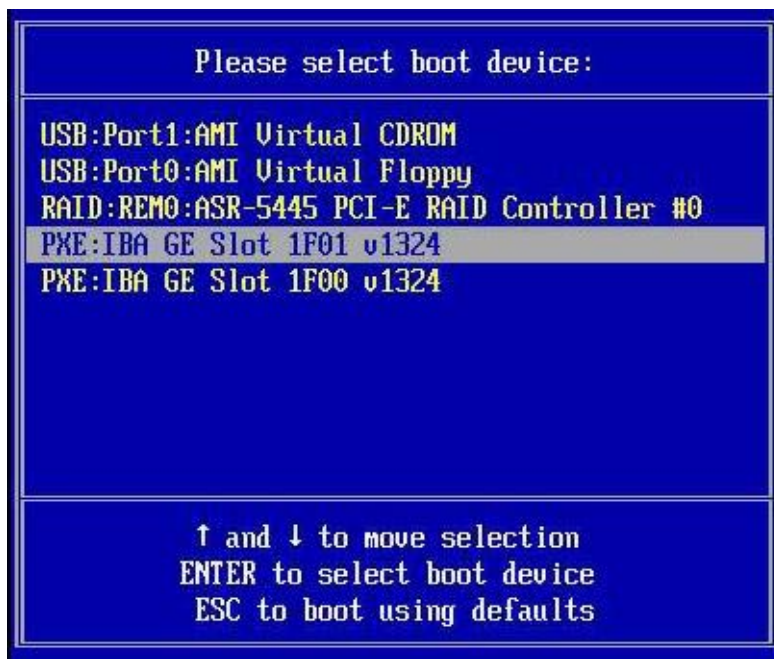 Please select boot device:
USB:Port1:AMI Virtual CDROM
USB:Port0:AMI Virtual Floppy
RAID:REM0:ASR-5445 PCI-E RAID Controller #0
PXE:IBA GE Slot 1F01 v1324
PXE:IBA GE Slot 1F00 v1324
↑ and ↓ to move selection
ENTER to select boot device
ESC to boot using defaults